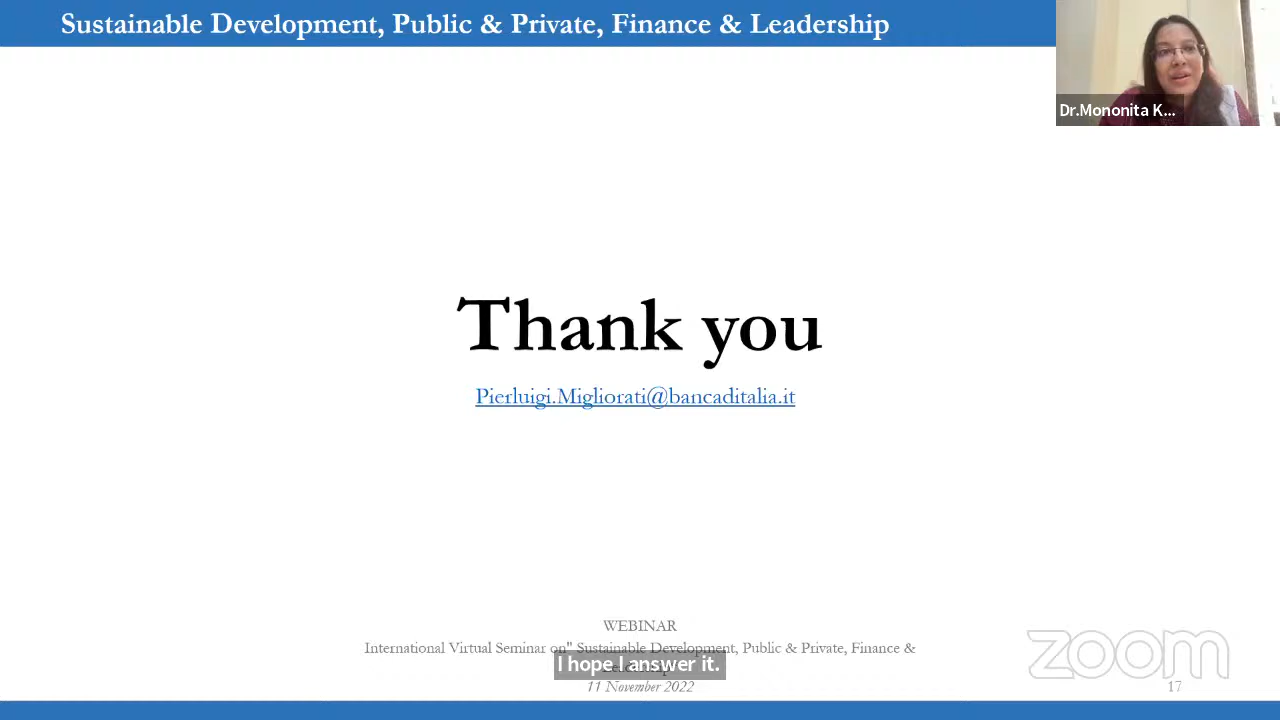 Sustainable Development, Public & Private, Finance & Leadership
Dr.Mononita K...
Thank you
Pierluigi.Migliorati@bancaditalia.it
WEBINAR
International Virtual Seminar on" Sustainable Development, Public & Private, Finance &
I hope I answer it.
11 November 2022
zoom
17